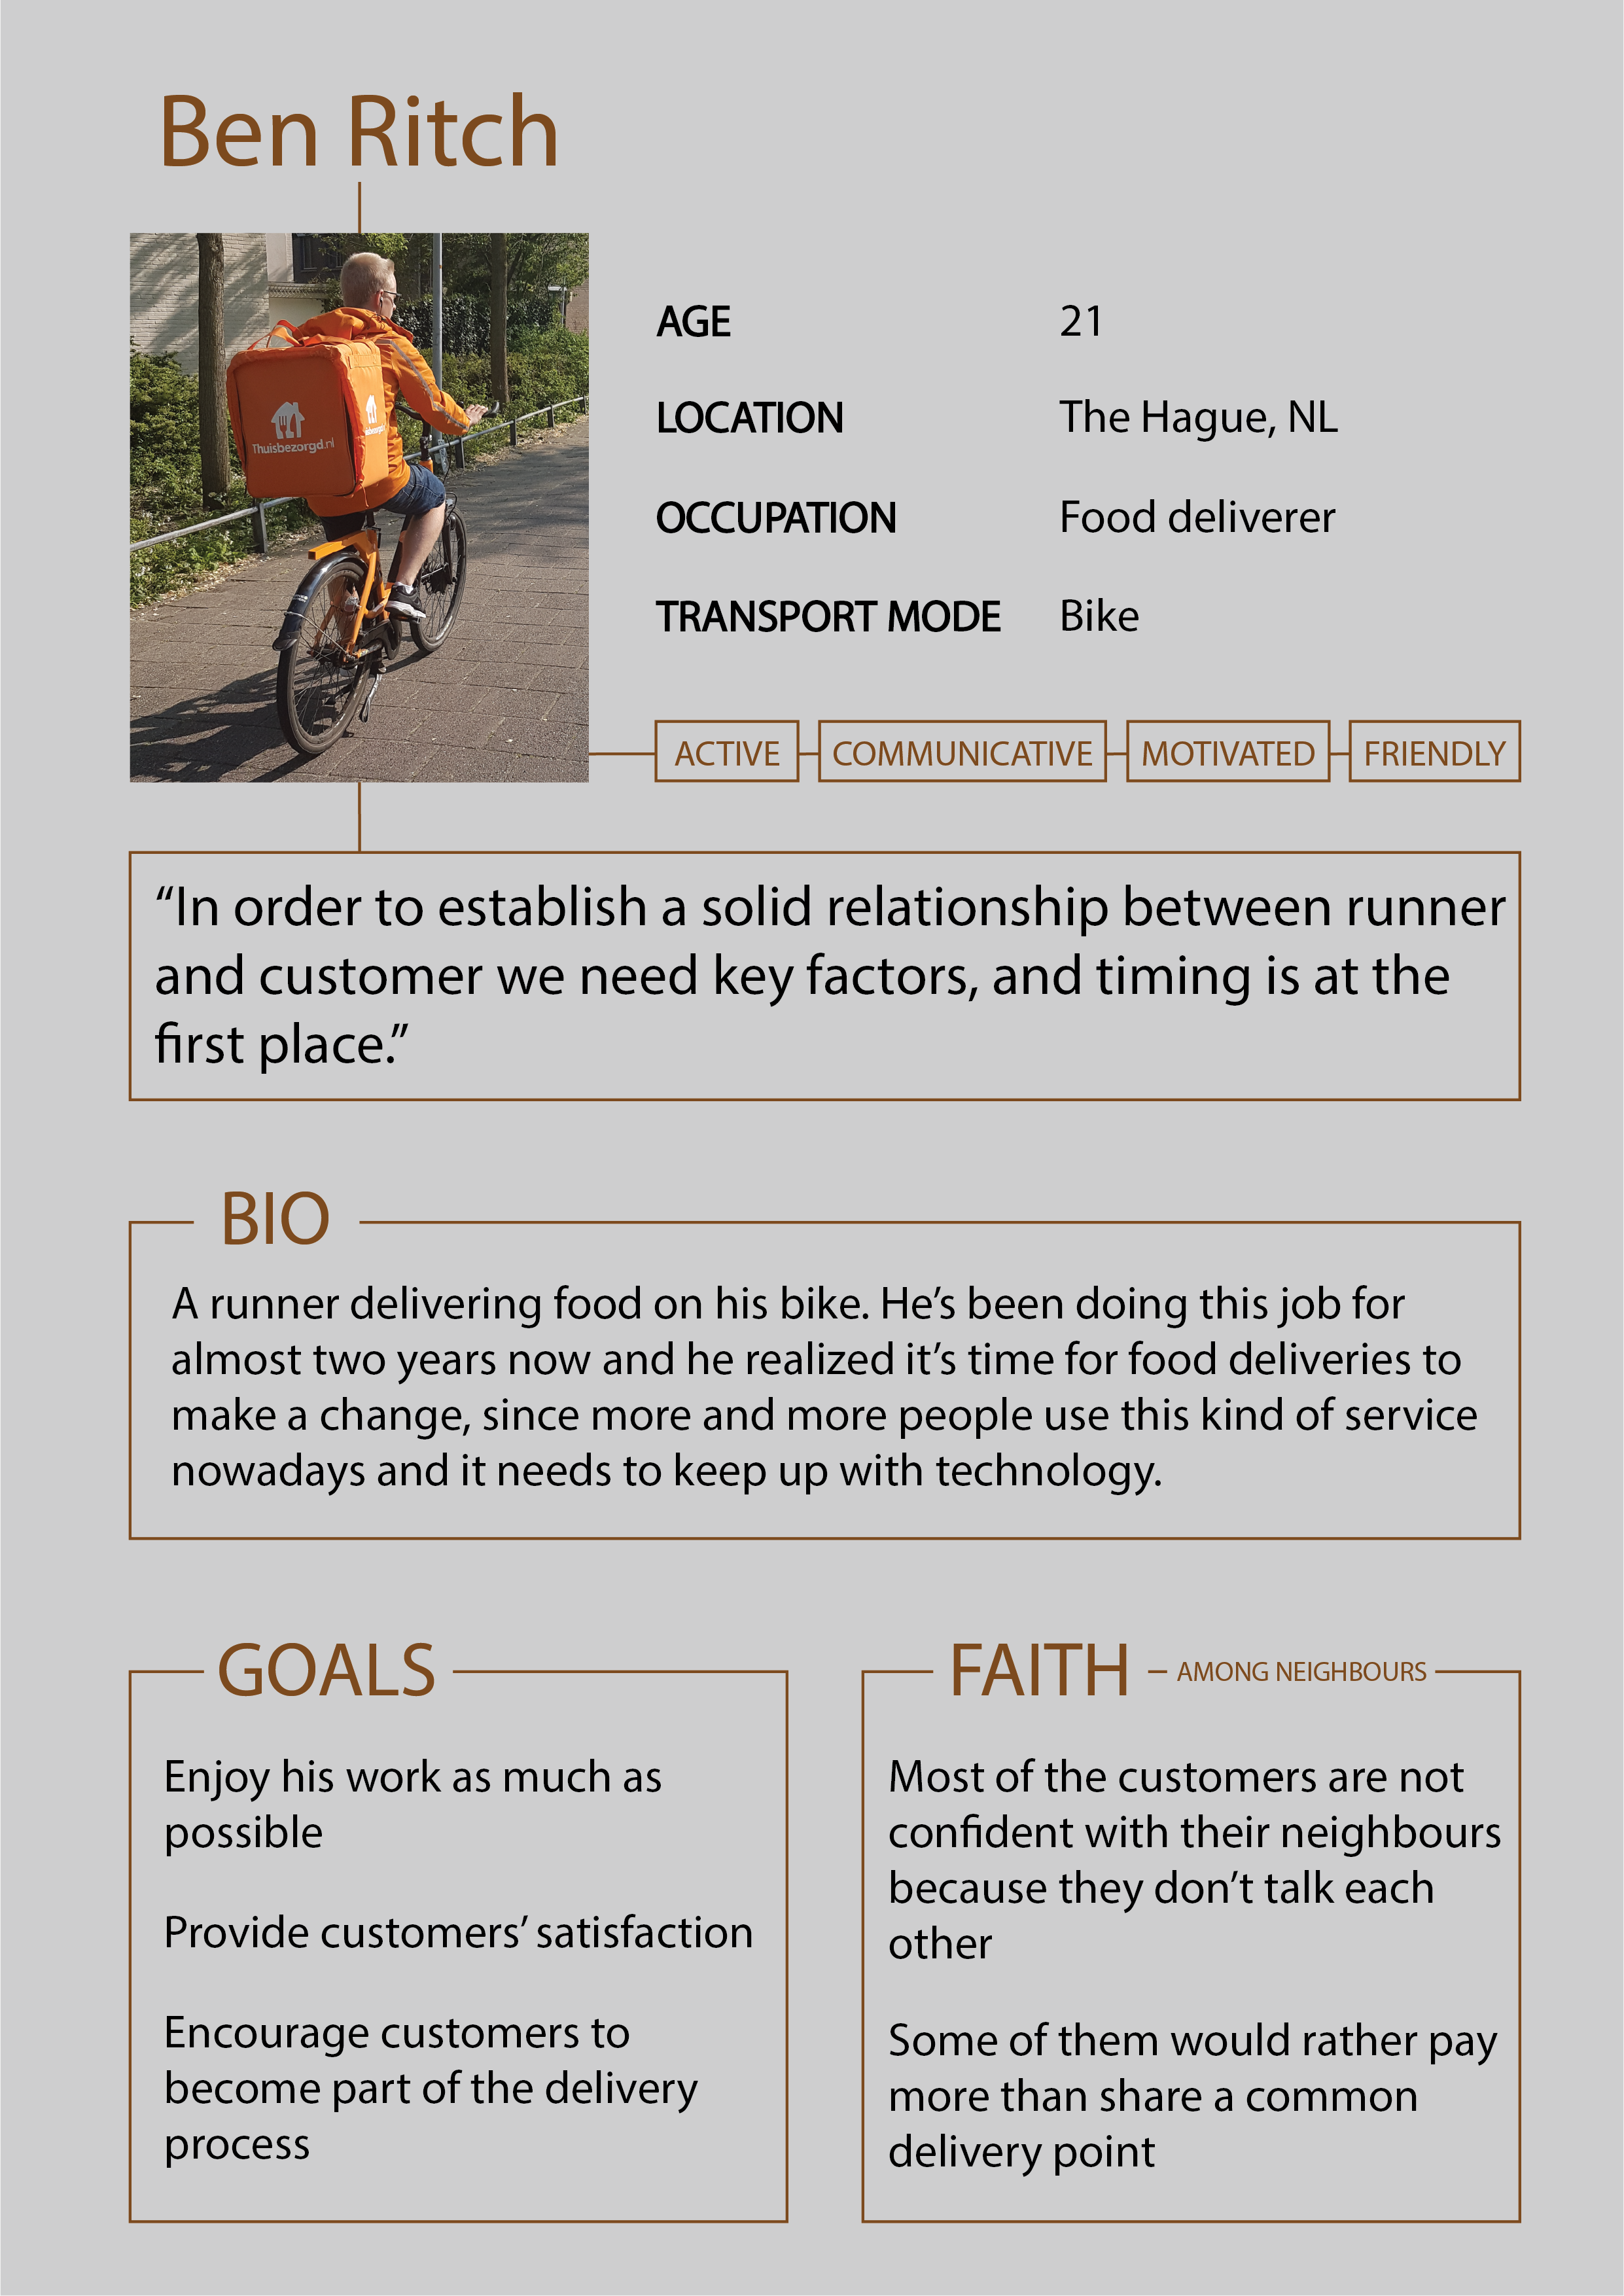 Ben Ritch
Thuisbezorgd.nl
AGE 21
LOCATION The Hague, NL
OCCUPATION Food deliverer
TRANSPORT MODE Bike
ACTIVE COMMUNICATIVE MOTIVATED FRIENDLY
“In order to establish a solid relationship between runner
and customer we need key factors, and timing is at the
first place.”
BIO
A runner delivering food on his bike. He’s been doing this job for
almost two years now and he realized it’s time for food deliveries to
make a change, since more and more people use this kind of service
nowadays and it needs to keep up with technology.
GOALS
Enjoy his work as much as
possible
Provide customers’ satisfaction
Encourage customers to
become part of the delivery
process
FAITH – AMONG NEIGHBOURS
Most of the customers are not
confident with their neighbours
because they don’t talk each
other
Some of them would rather pay
more than share a common
delivery point